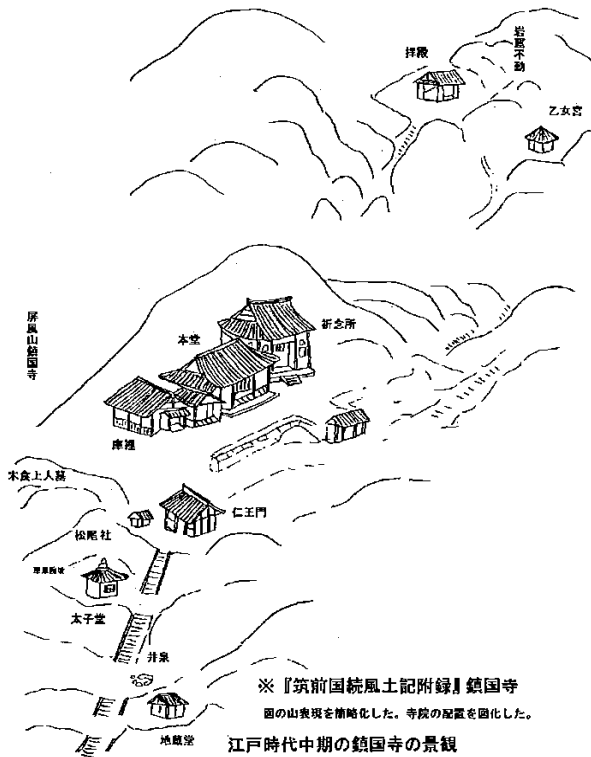 岩窟不動
拝殿
乙女宮
屏風山鎮国寺
祈念所
本堂
庫裡
木食上人墓
仁王門
松尾社
太子堂
井泉
地蔵堂
※『筑前国続風土記附録』鎮国寺
図の山表現を簡略化した。寺院の配置を図化した。
江戸時代中期の鎮国寺の景観